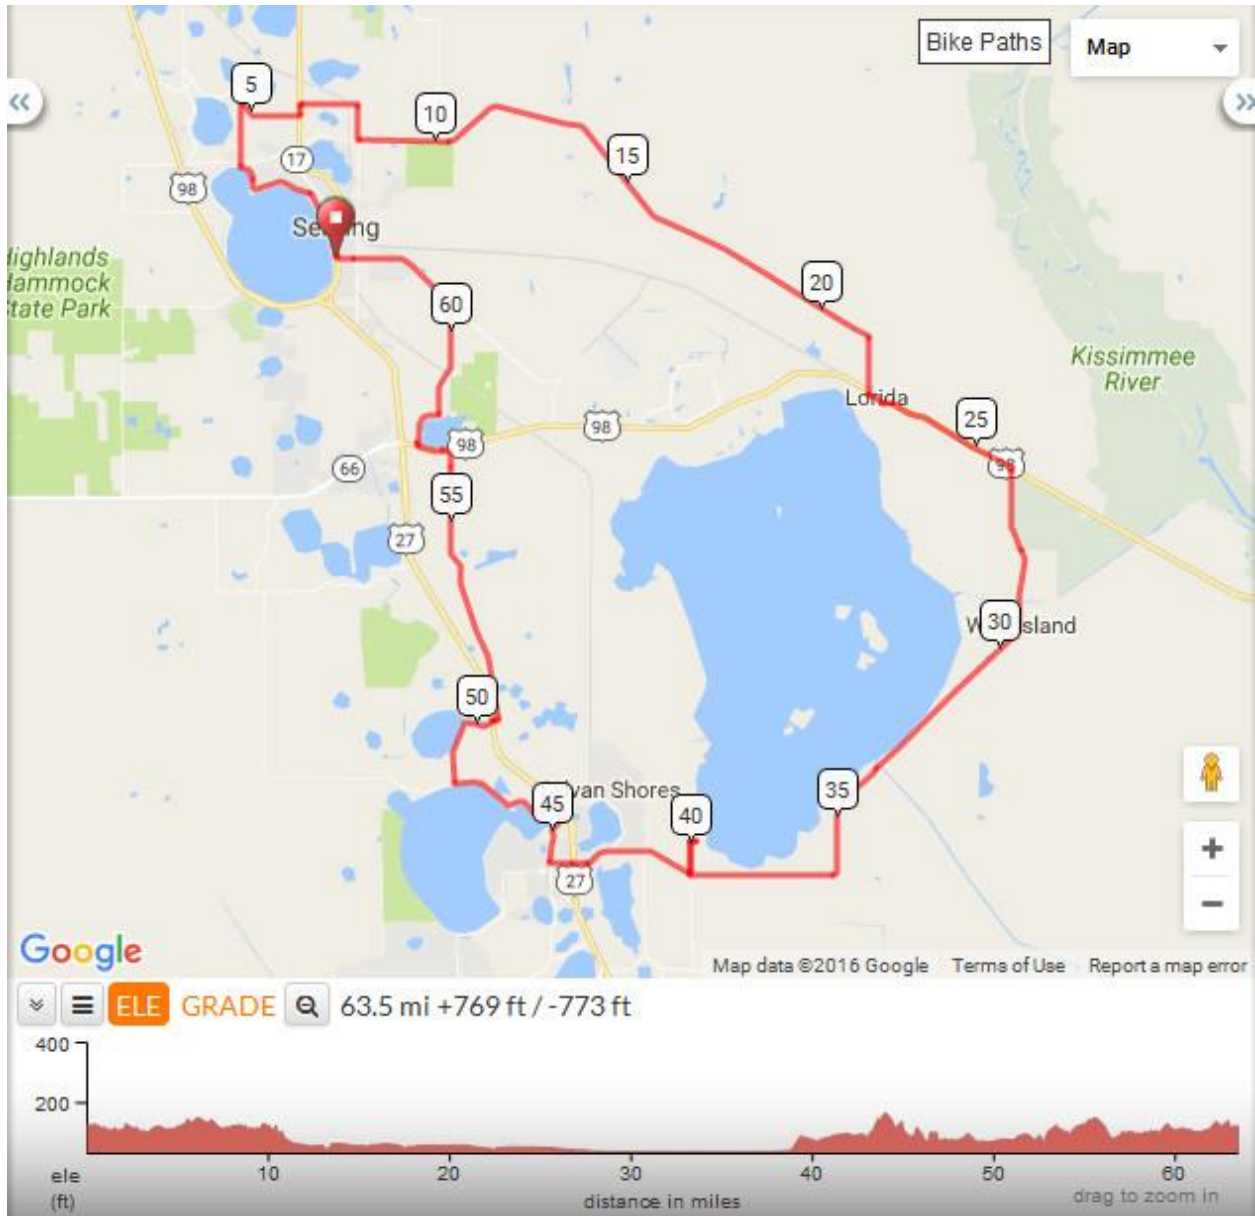 Bike Paths
Map
5
10
17
15
98
Se ing
Highlands
Hammock
State Park
20
60
Kissimmee
River
Lorida
25
98
98
98
66
55
27
W Island
30
50
35
van Shores
45
40
27
Google
Map data ©2016 Google
Terms of Use
Report a map error
ELE GRADE 63.5 mi +769 ft / -773 ft
400
200
ele
(ft)
10 20 30 40 50 60
distance in miles
drag to zoom in